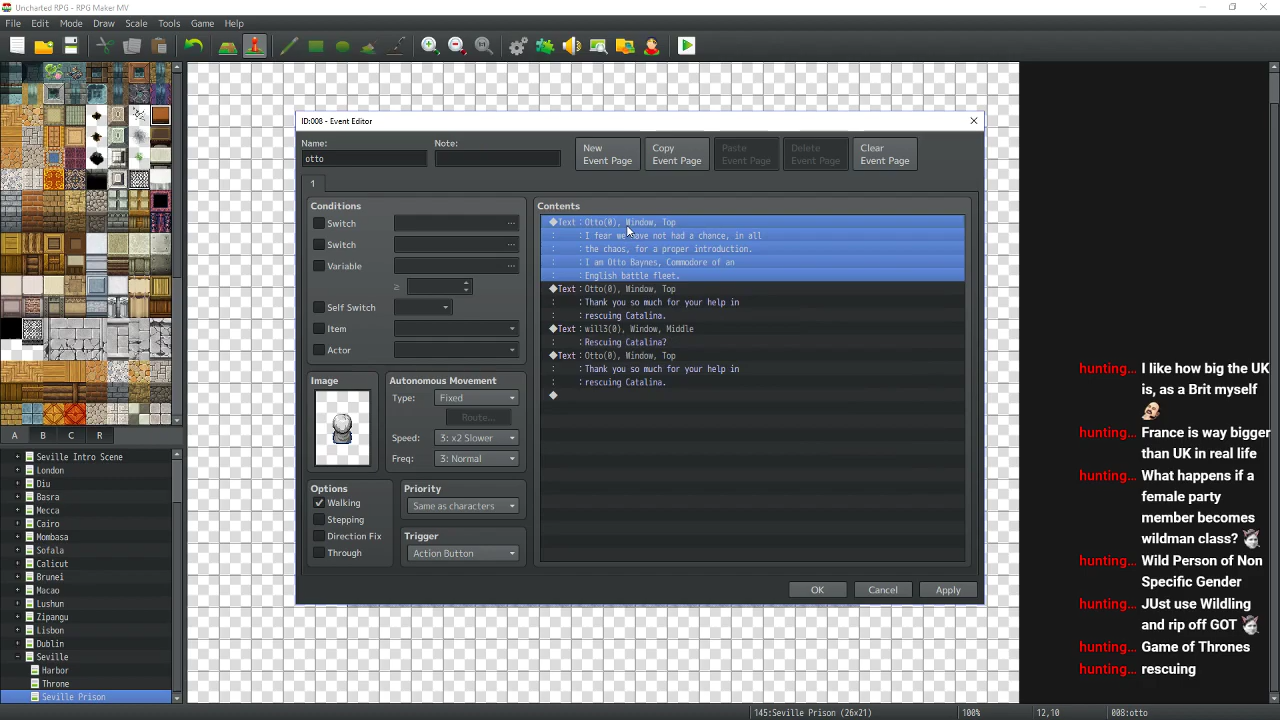 Uncharted RPG - RPG Maker MV
File Edit Mode Draw Scale Tools Game Help
ID:008 - Event Editor
Name:
otto
Note:
New
Event Page
Copy
Event Page
Paste
Event Page
Delete
Event Page
Clear
Event Page
1
Conditions
Switch
Switch
Variable
≥
Self Switch
Item
Actor
Image
Autonomous Movement
Type: Fixed
Route...
Speed: 3: x2 Slower
Freq: 3: Normal
Options
Walking
Stepping
Direction Fix
Through
Priority
Same as characters
Trigger
Action Button
Contents
◆Text：Otto(0), Window, Top
：　　：I fear we have not had a chance, in all
：　　：the chaos, for a proper introduction.
：　　：I am Otto Baynes, Commodore of an
：　　：English battle fleet.
◆Text：Otto(0), Window, Top
：　　：Thank you so much for your help in
：　　：rescuing Catalina.
◆Text：will3(0), Window, Middle
：　　：Rescuing Catalina?
◆Text：Otto(0), Window, Top
：　　：Thank you so much for your help in
：　　：rescuing Catalina.
◆
OK Cancel Apply
A B C R
Seville Intro Scene
London
Diu
Basra
Mecca
Cairo
Mombasa
Sofala
Calicut
Brunei
Macao
Lushun
Zipangu
Lisbon
Dublin
Seville
Harbor
Throne
Seville Prison
hunting... I like how big the UK
is, as a Brit myself
hunting... France is way bigger
than UK in real life
hunting... What happens if a
female party
member becomes
wildman class?
hunting... Wild Person of Non
Specific Gender
hunting... JUst use Wildling
and rip off GOT
hunting... Game of Thrones
hunting... rescuing
145:Seville Prison (26x21) 100% 12,10 008:otto